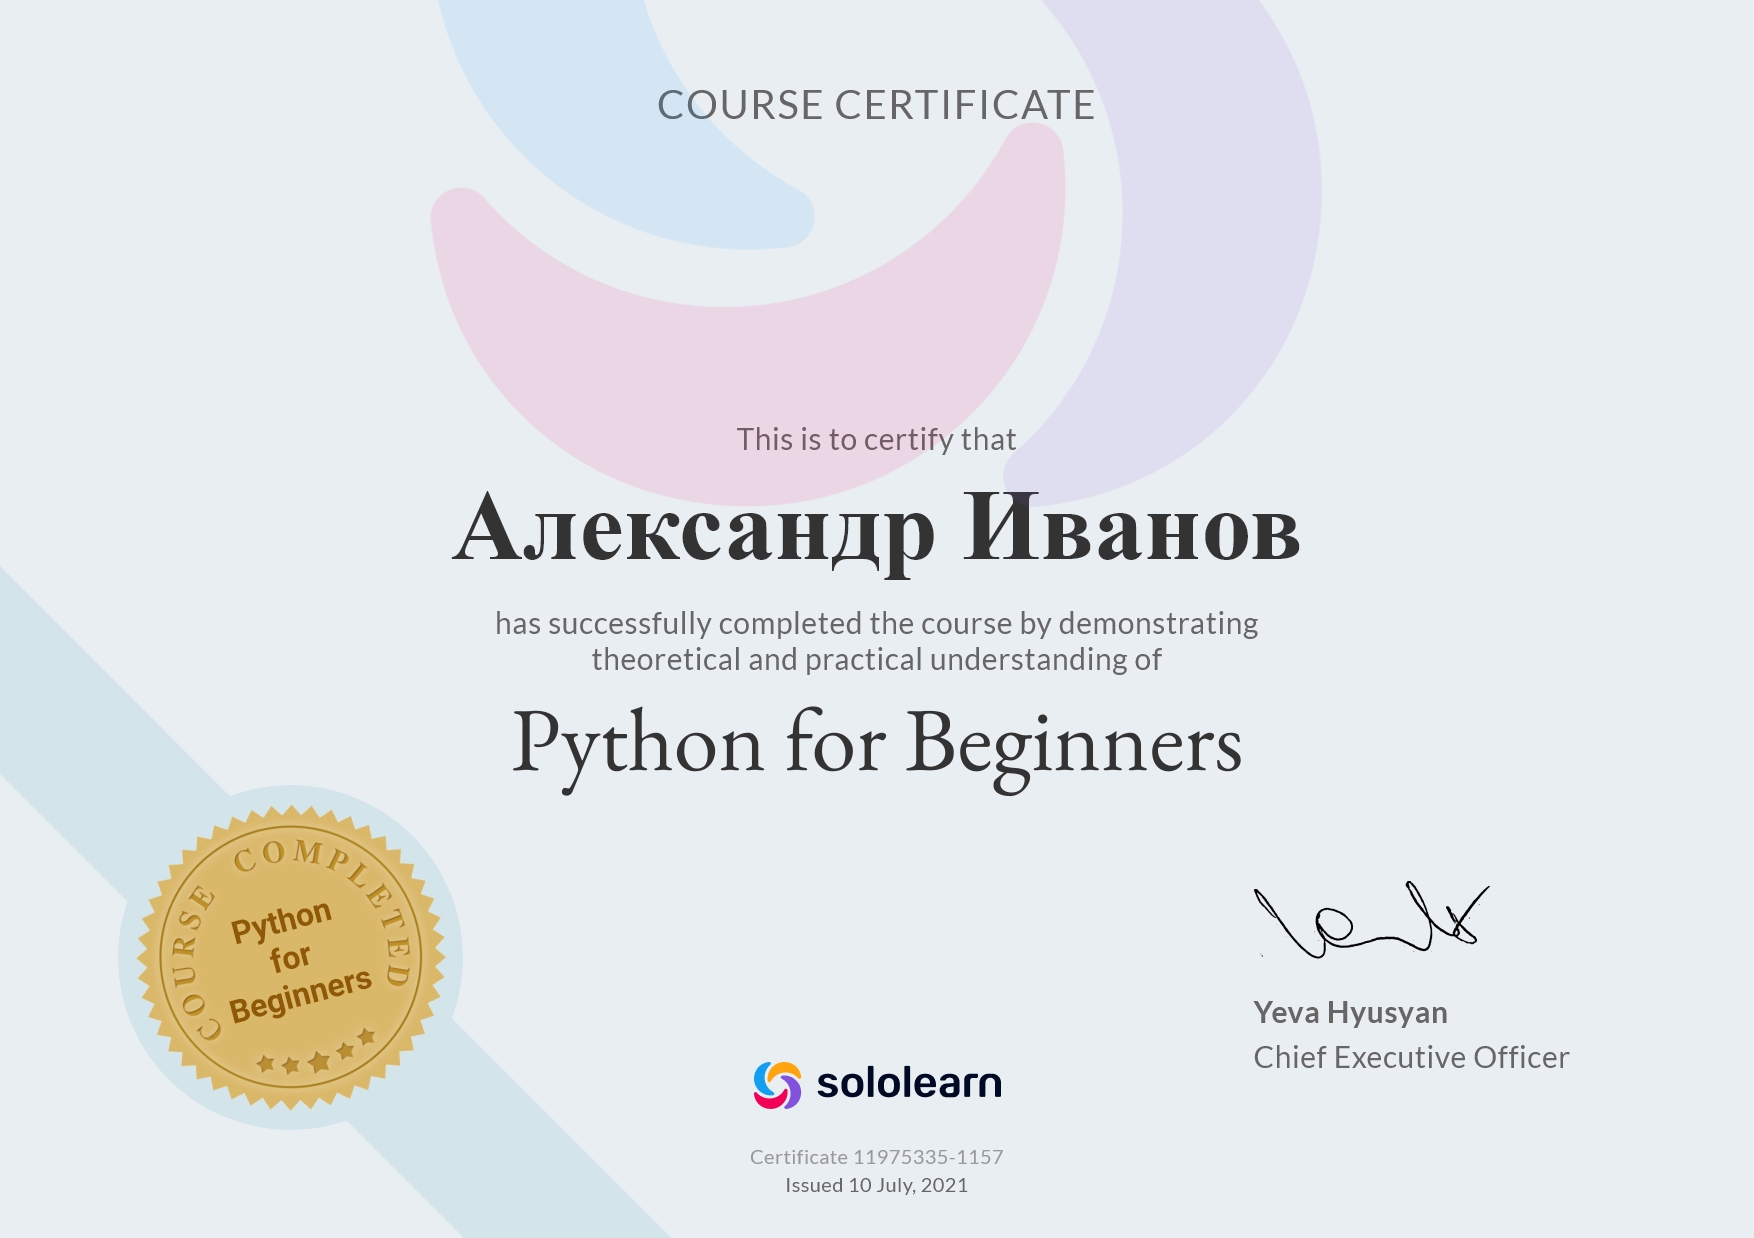 COURSE CERTIFICATE
This is to certify that
Александр Иванов
has successfully completed the course by demonstrating
theoretical and practical understanding of
Python for Beginners
COURSE COMPLETED
Python
for
Beginners
Yeva Hyusyan
Chief Executive Officer
sololearn
Certificate 11975335-1157
Issued 10 July, 2021